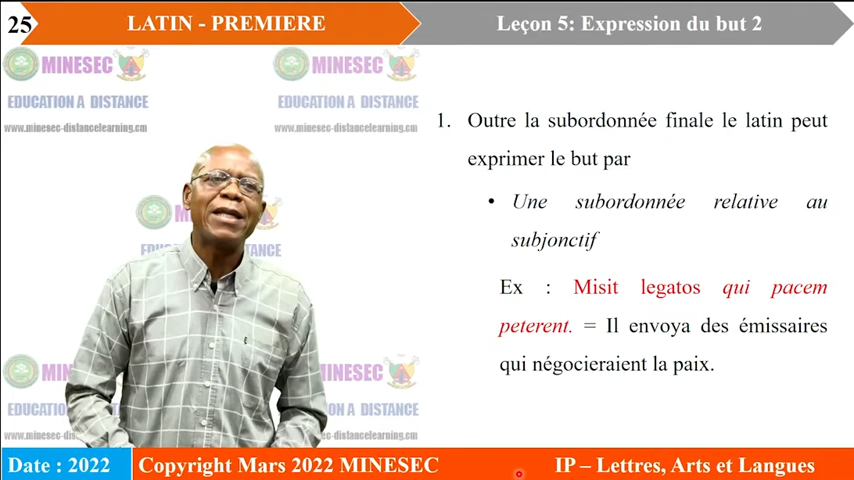 25
LATIN - PREMIERE
Leçon 5: Expression du but 2
MINESEC
EDUCATION A DISTANCE
www.minesec-distancelearning.cm
MINESEC
EDUCATION A DISTANCE
www.minesec-distancelearning.cm
1. Outre la subordonnée finale le latin peut
exprimer le but par
• Une subordonnée relative au
subjonctif
Ex : Misit legatos qui pacem
peterent. = Il envoya des émissaires
qui négocieraient la paix.
MINESEC
EDUCATION A DISTANCE
Date : 2022
Copyright Mars 2022 MINESEC
IP – Lettres, Arts et Langues